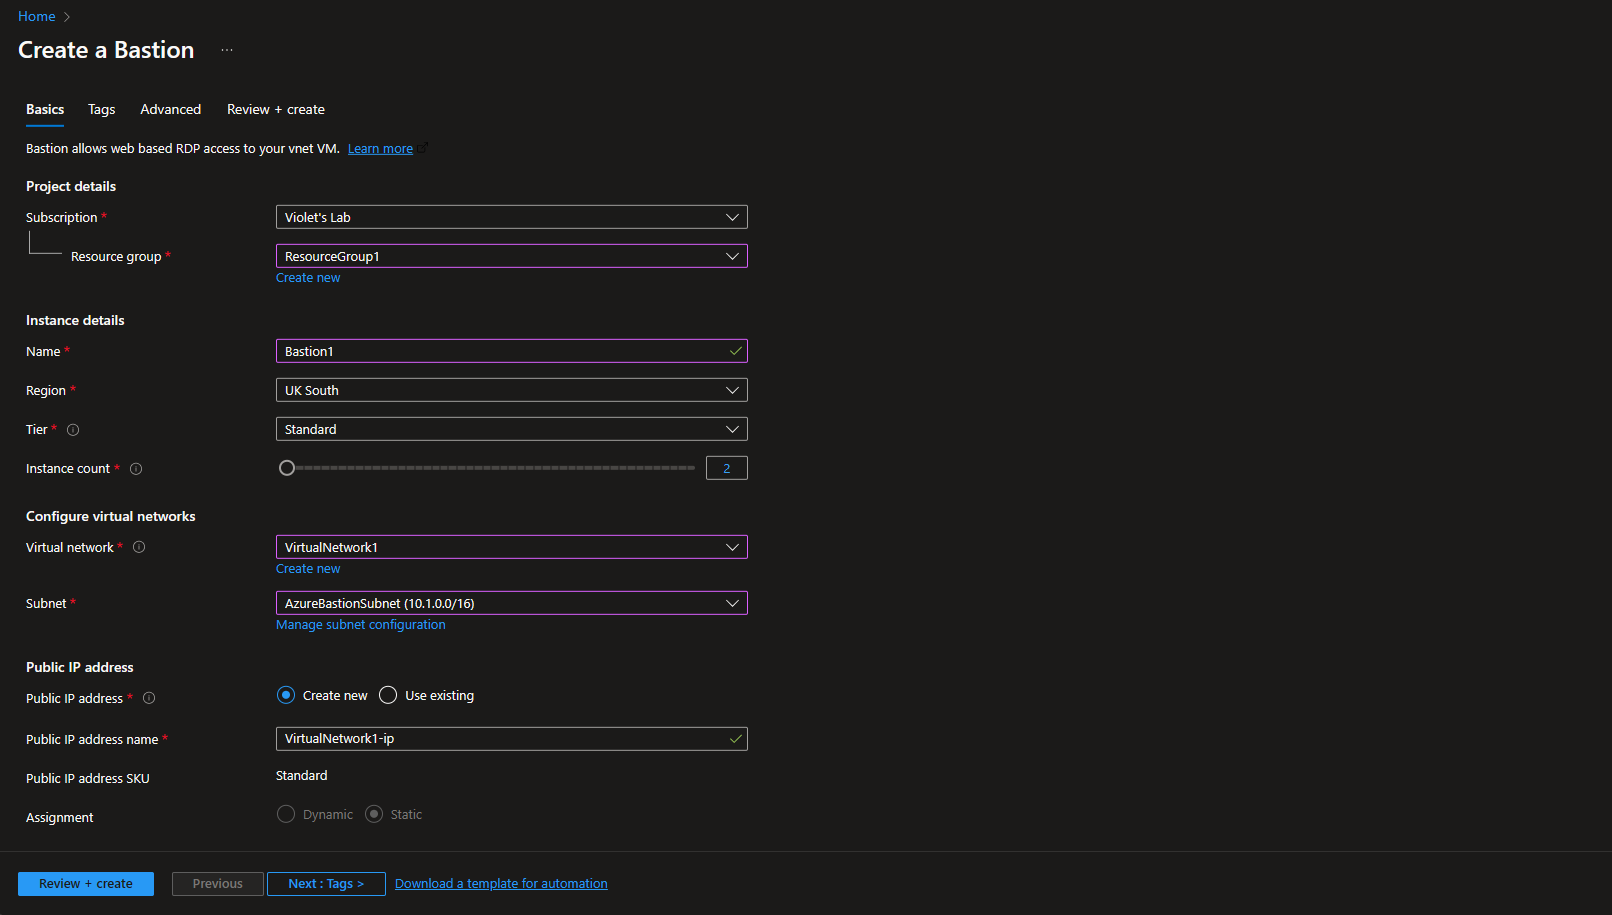 Home >
Create a Bastion ...
Basics Tags Advanced Review + create
Bastion allows web based RDP access to your vnet VM. Learn more
Project details
Subscription * Violet's Lab
Resource group * ResourceGroup1
Create new
Instance details
Name * Bastion1
Region * UK South
Tier * Standard
Instance count * 2
Configure virtual networks
Virtual network * VirtualNetwork1
Create new
Subnet * AzureBastionSubnet (10.1.0.0/16)
Manage subnet configuration
Public IP address
Public IP address * Create new Use existing
Public IP address name * VirtualNetwork1-ip
Public IP address SKU Standard
Assignment Dynamic Static
Review + create Previous Next : Tags > Download a template for automation